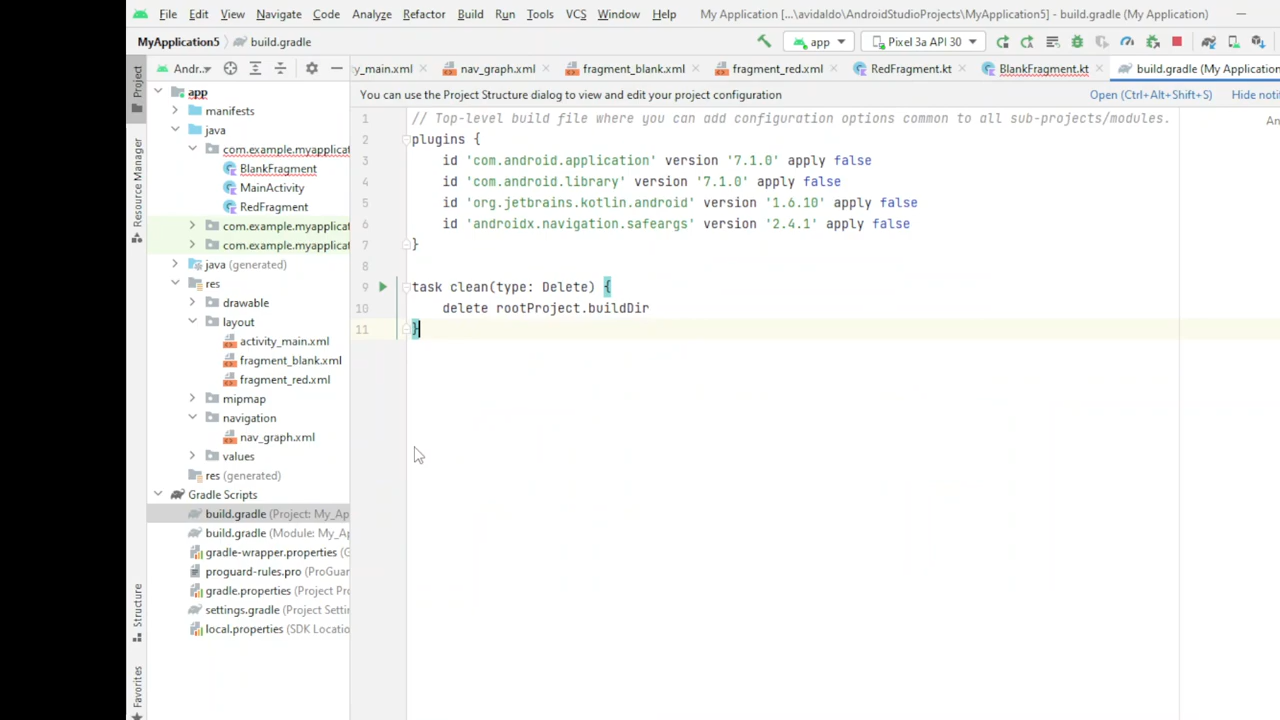 File Edit View Navigate Code Analyze Refactor Build Run Tools VCS Window Help My Application [...\avidaldo\AndroidStudioProjects\MyApplication5] - build.gradle (My Application)
MyApplication5 build.gradle app Pixel 3a API 30
Project
Resource Manager
Structure
Favorites
Andr...
y_main.xml nav_graph.xml fragment_blank.xml fragment_red.xml RedFragment.kt BlankFragment.kt build.gradle (My Application
You can use the Project Structure dialog to view and edit your project configuration Open (Ctrl+Alt+Shift+S) Hide notif
app
manifests
java
com.example.myapplicat
BlankFragment
MainActivity
RedFragment
com.example.myapplicat
com.example.myapplicat
java (generated)
res
drawable
layout
activity_main.xml
fragment_blank.xml
fragment_red.xml
mipmap
navigation
nav_graph.xml
values
res (generated)
Gradle Scripts
build.gradle (Project: My_Ap
build.gradle (Module: My_Ap
gradle-wrapper.properties (G
proguard-rules.pro (ProGuar
gradle.properties (Project Pro
settings.gradle (Project Setti
local.properties (SDK Locatio
1 // Top-level build file where you can add configuration options common to all sub-projects/modules.
2 plugins {
3 id 'com.android.application' version '7.1.0' apply false
4 id 'com.android.library' version '7.1.0' apply false
5 id 'org.jetbrains.kotlin.android' version '1.6.10' apply false
6 id 'androidx.navigation.safeargs' version '2.4.1' apply false
7 }
8
9 task clean(type: Delete) {
10 delete rootProject.buildDir
11 }
An